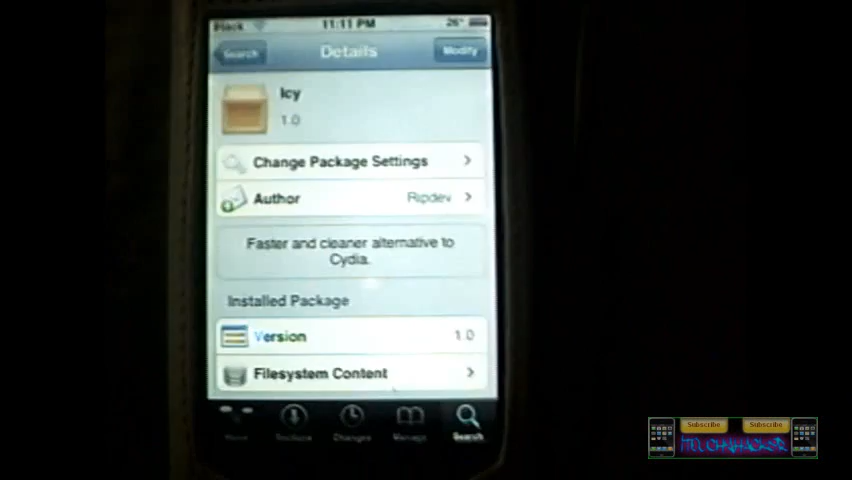 11:11 PM
26°
Search
Details
Modify
Icy
1.0
Change Package Settings
Author
Ripdev
Faster and cleaner alternative to
Cydia.
Installed Package
Version
1.0
Filesystem Content
Changes
Manage
Search
Subscribe
Subscribe